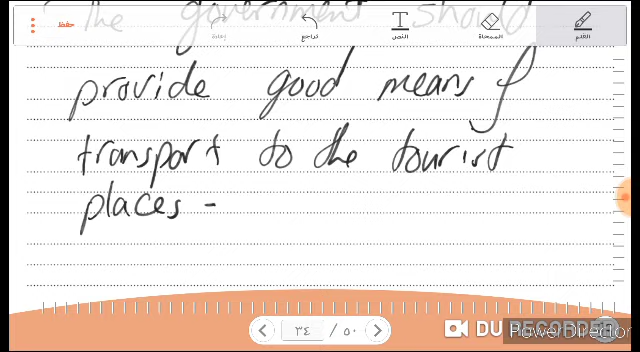 حفظ
إعادة
تراجع
النص
الممحاة
القلم
the government should
provide good means of
transport to the tourist
places -
٣٤ / ٥٠
DU RECORDER
PowerDirector